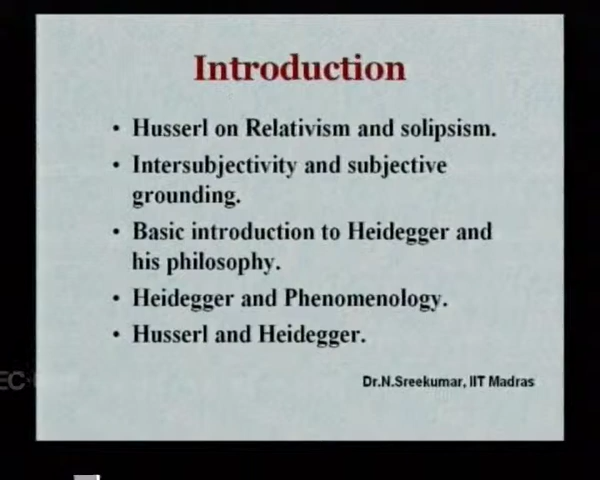 Introduction
• Husserl on Relativism and solipsism.
• Intersubjectivity and subjective
grounding.
• Basic introduction to Heidegger and
his philosophy.
• Heidegger and Phenomenology.
• Husserl and Heidegger.
Dr.N.Sreekumar, IIT Madras